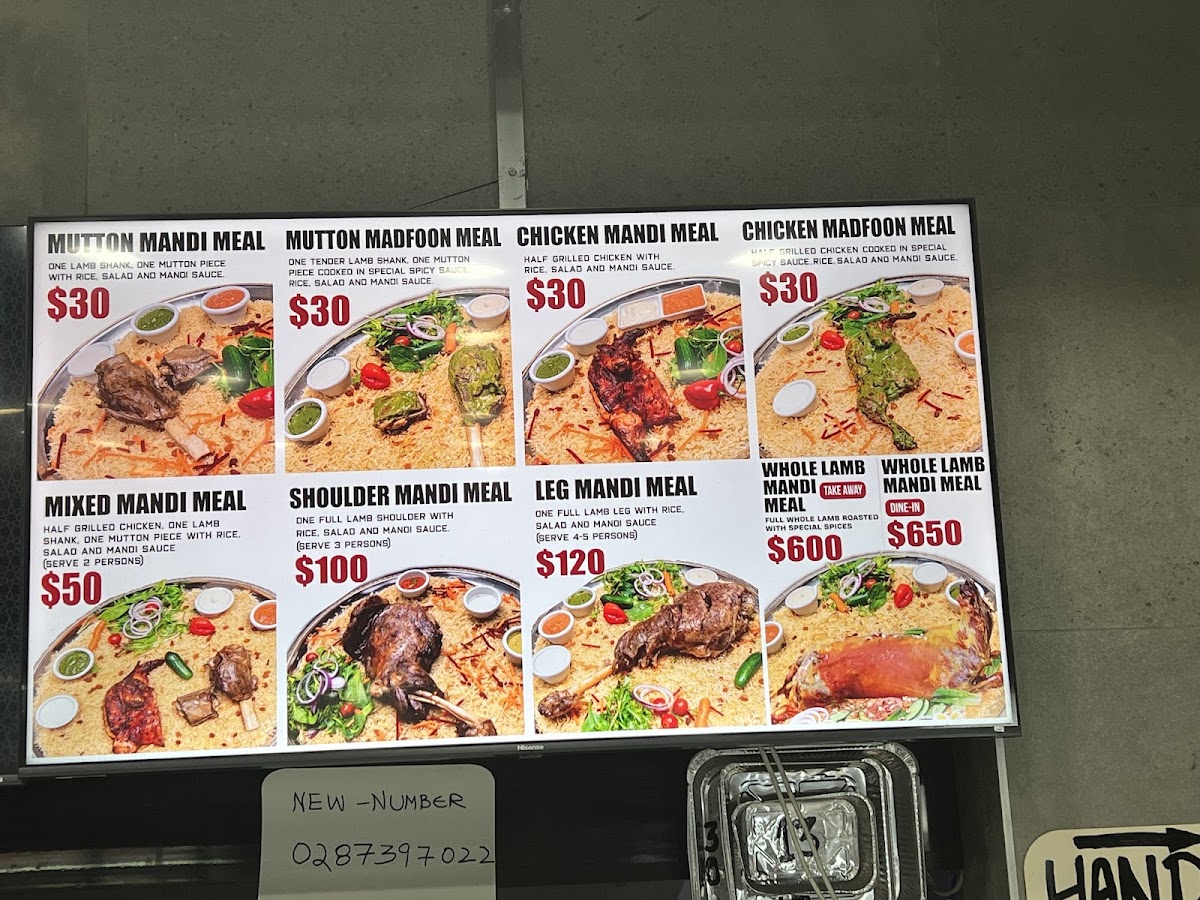 MUTTON MANDI MEAL
ONE LAMB SHANK, ONE MUTTON PIECE
WITH RICE, SALAD AND MANDI SAUCE.
$30
MUTTON MADFOON MEAL
ONE TENDER LAMB SHANK, ONE MUTTON
PIECE COOKED IN SPECIAL SPICY SAUCE,
RICE, SALAD AND MANDI SAUCE.
$30
CHICKEN MANDI MEAL
HALF GRILLED CHICKEN WITH
RICE, SALAD AND MANDI SAUCE.
$30
CHICKEN MADFOON MEAL
HALF GRILLED CHICKEN COOKED IN SPECIAL
SPICY SAUCE, RICE, SALAD AND MANDI SAUCE.
$30
MIXED MANDI MEAL
HALF GRILLED CHICKEN, ONE LAMB
SHANK, ONE MUTTON PIECE WITH RICE,
SALAD AND MANDI SAUCE
(SERVE 2 PERSONS)
$50
SHOULDER MANDI MEAL
ONE FULL LAMB SHOULDER WITH
RICE, SALAD AND MANDI SAUCE.
(SERVE 3 PERSONS)
$100
LEG MANDI MEAL
ONE FULL LAMB LEG WITH RICE,
SALAD AND MANDI SAUCE
(SERVE 4-5 PERSONS)
$120
WHOLE LAMB
MANDI
MEAL TAKE AWAY
FULL WHOLE LAMB ROASTED
WITH SPECIAL SPICES
$600
WHOLE LAMB
MANDI MEAL
DINE-IN
$650
Hisense
NEW-NUMBER
0287397022
30
13
HAND